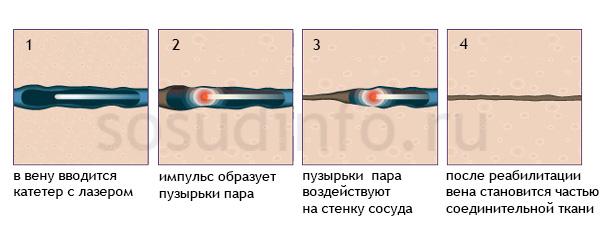 1
2
3
4
sosudinfo.ru
в вену вводится
катетер с лазером
импульс образует
пузырьки пара
пузырьки пара
воздействуют
на стенку сосуда
после реабилитации
вена становится частью
соединительной ткани